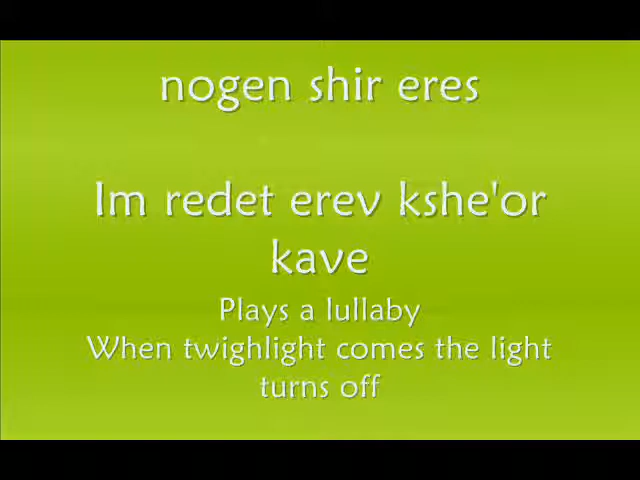 nogen shir eres
Im redet erev kshe'or
kave
Plays a lullaby
When twighlight comes the light
turns off